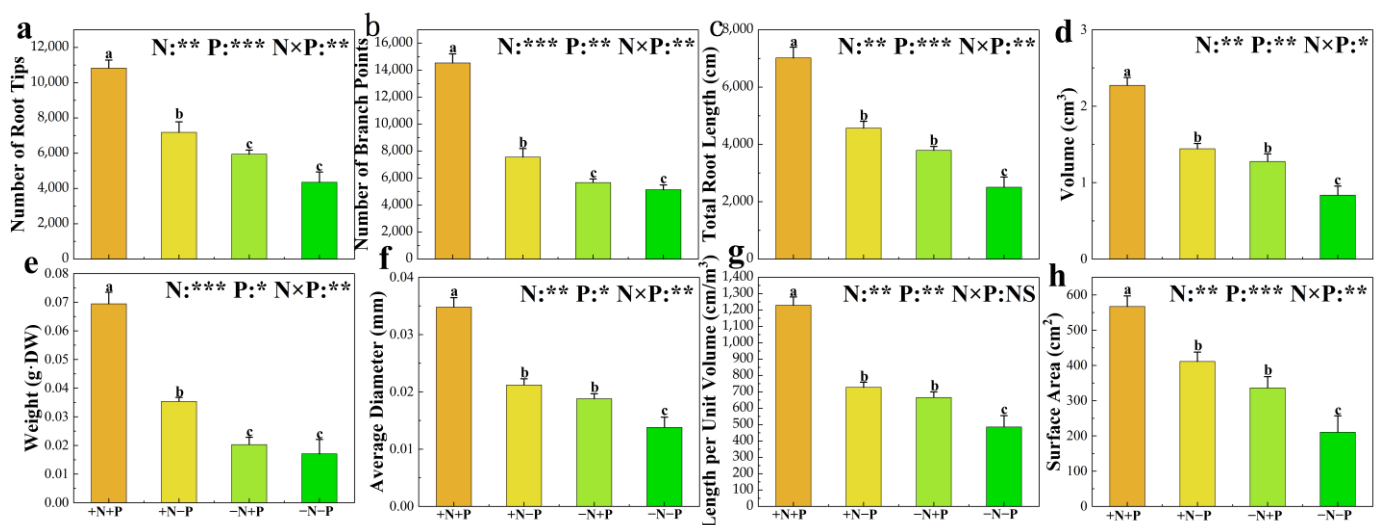 a
N:** P:*** N×P:**
Number of Root Tips
12,000
10,000
8,000
6,000
4,000
2,000
0
a
b
c
c
b
N:*** P:** N×P:**
Number of Branch Points
16,000
14,000
12,000
10,000
8,000
6,000
4,000
2,000
0
a
b
c
c
c
N:** P:*** N×P:**
Total Root Length (cm)
8,000
6,000
4,000
2,000
0
a
b
b
c
d
N:** P:** N×P:*
Volume (cm³)
3
2
1
0
a
b
b
c
e
N:*** P:* N×P:**
Weight (g·DW)
0.08
0.07
0.06
0.05
0.04
0.03
0.02
0.01
0.00
a
b
c
c
+N+P +N−P −N+P −N−P
f
N:** P:* N×P:**
Average Diameter (mm)
0.04
0.03
0.02
0.01
0.00
a
b
b
c
+N+P +N−P −N+P −N−P
g
N:** P:** N×P:NS
Length per Unit Volume (cm/m³)
1,400
1,300
1,200
1,100
1,000
900
800
700
600
500
400
300
200
100
0
a
b
b
c
+N+P +N−P −N+P −N−P
h
N:** P:*** N×P:**
Surface Area (cm²)
600
500
400
300
200
100
0
a
b
b
c
+N+P +N−P −N+P −N−P